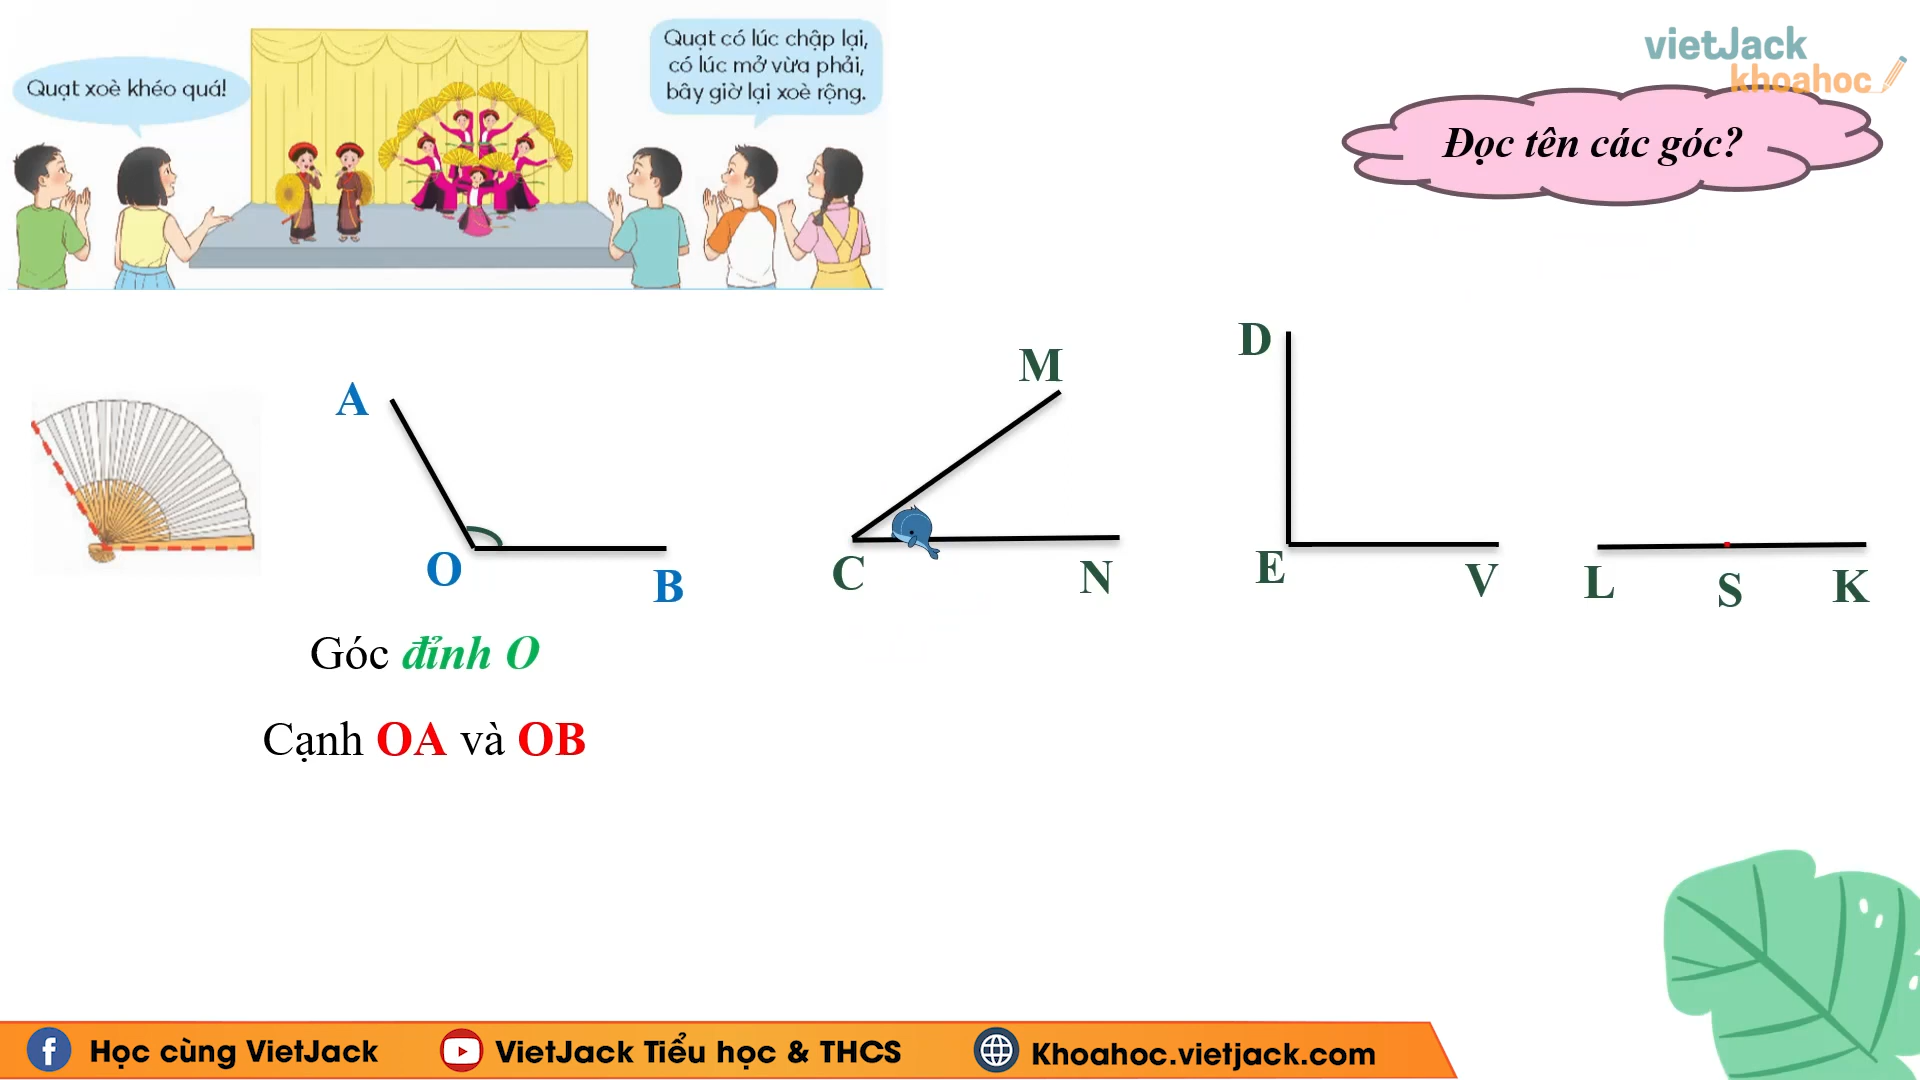 Quạt xoè khéo quá!
Quạt có lúc chập lại,
có lúc mở vừa phải,
bây giờ lại xoè rộng.
vietJack
khoahoc
Đọc tên các góc?
A
O
B
M
C
N
D
E
V
L
S
K
Góc đỉnh O
Cạnh OA và OB
Học cùng VietJack
VietJack Tiểu học & THCS
Khoahoc.vietjack.com